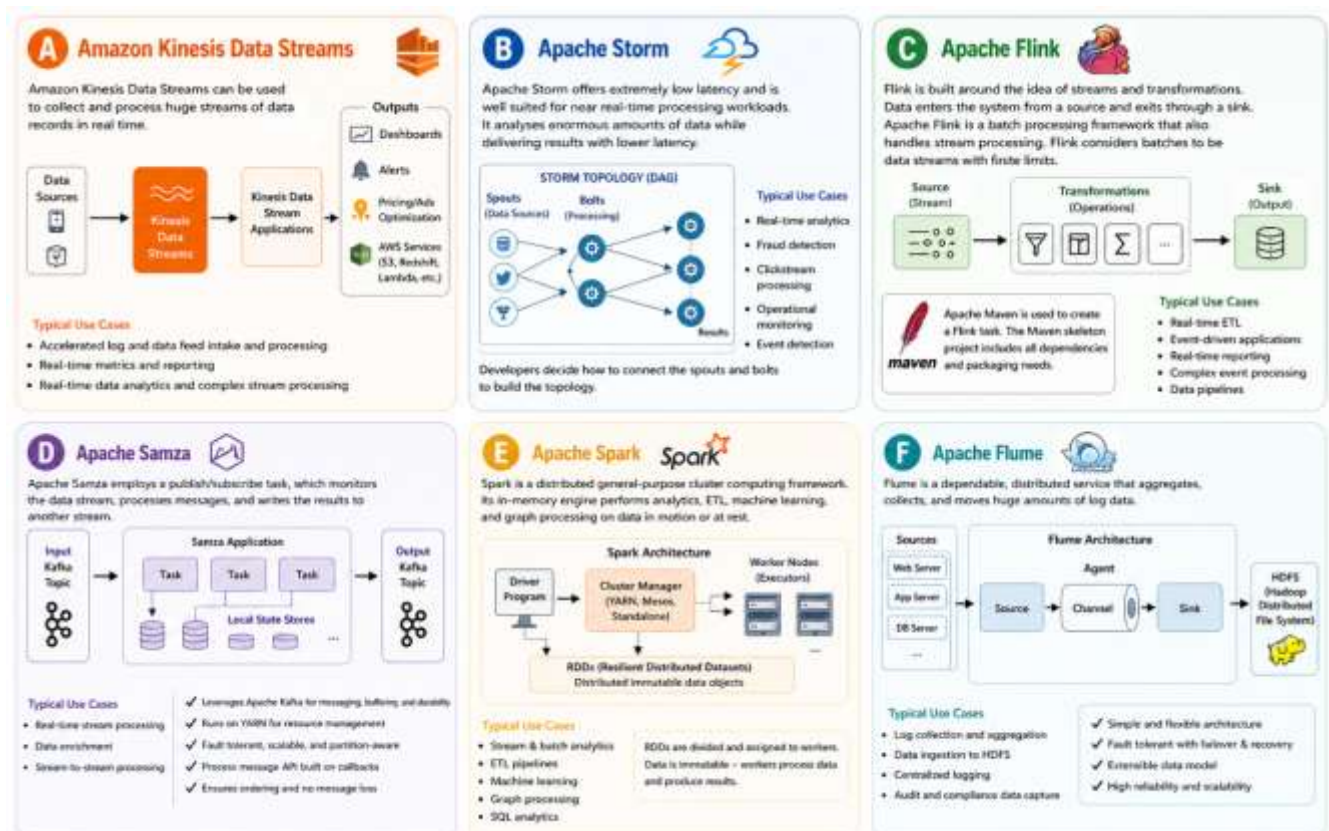 A Amazon Kinesis Data Streams
Amazon Kinesis Data Streams can be used
to collect and process huge streams of data
records in real time.
Data
Sources
Kinesis
Data
Streams
Kinesis Data
Stream
Applications
Outputs
Dashboards
Alerts
Pricing/Ads
Optimization
AWS Services
(S3, Redshift,
Lambda, etc.)
Typical Use Cases
• Accelerated log and data feed intake and processing
• Real-time metrics and reporting
• Real-time data analytics and complex stream processing
B Apache Storm
Apache Storm offers extremely low latency and is
well suited for near real-time processing workloads.
It analyses enormous amounts of data while
delivering results with lower latency.
STORM TOPOLOGY (DAG)
Spouts
(Data Sources)
Bolts
(Processing)
Results
Typical Use Cases
• Real-time analytics
• Fraud detection
• Clickstream
processing
• Operational
monitoring
• Event detection
Developers decide how to connect the spouts and bolts
to build the topology.
C Apache Flink
Flink is built around the idea of streams and transformations.
Data enters the system from a source and exits through a sink.
Apache Flink is a batch processing framework that also
handles stream processing. Flink considers batches to be
data streams with finite limits.
Source
(Stream)
Transformations
(Operations)
Σ
...
Sink
(Output)
maven
Apache Maven is used to create
a Flink task. The Maven skeleton
project includes all dependencies
and packaging needs.
Typical Use Cases
• Real-time ETL
• Event-driven applications
• Real-time reporting
• Complex event processing
• Data pipelines
D Apache Samza
Apache Samza employs a publish/subscribe task, which monitors
the data stream, processes messages, and writes the results to
another stream.
Input
Kafka
Topic
Samza Application
Task
Task
Task
Local State Stores
...
Output
Kafka
Topic
Typical Use Cases
• Real-time stream processing
• Data enrichment
• Stream-to-stream processing
✓ Leverages Apache Kafka for messaging, buffering, and durability
✓ Runs on YARN for resource management
✓ Fault tolerant, scalable, and partition-aware
✓ Process message API built on callbacks
✓ Ensures ordering and no message loss
E Apache Spark Spark
Spark is a distributed general-purpose cluster computing framework.
Its in-memory engine performs analytics, ETL, machine learning,
and graph processing on data in motion or at rest.
Spark Architecture
Driver
Program
Cluster Manager
(YARN, Mesos,
Standalone)
Worker Nodes
(Executors)
...
RDDs (Resilient Distributed Datasets)
Distributed immutable data objects
Typical Use Cases
• Stream & batch analytics
• ETL pipelines
• Machine learning
• Graph processing
• SQL analytics
RDDs are divided and assigned to workers.
Data is immutable – workers process data
and produce results.
F Apache Flume
Flume is a dependable, distributed service that aggregates,
collects, and moves huge amounts of log data.
Sources
Web Server
App Server
DB Server
...
Flume Architecture
Agent
Source
Channel
Sink
HDFS
(Hadoop
Distributed
File System)
Typical Use Cases
• Log collection and aggregation
• Data ingestion to HDFS
• Centralized logging
• Audit and compliance data capture
✓ Simple and flexible architecture
✓ Fault tolerant with failover & recovery
✓ Extensible data model
✓ High reliability and scalability